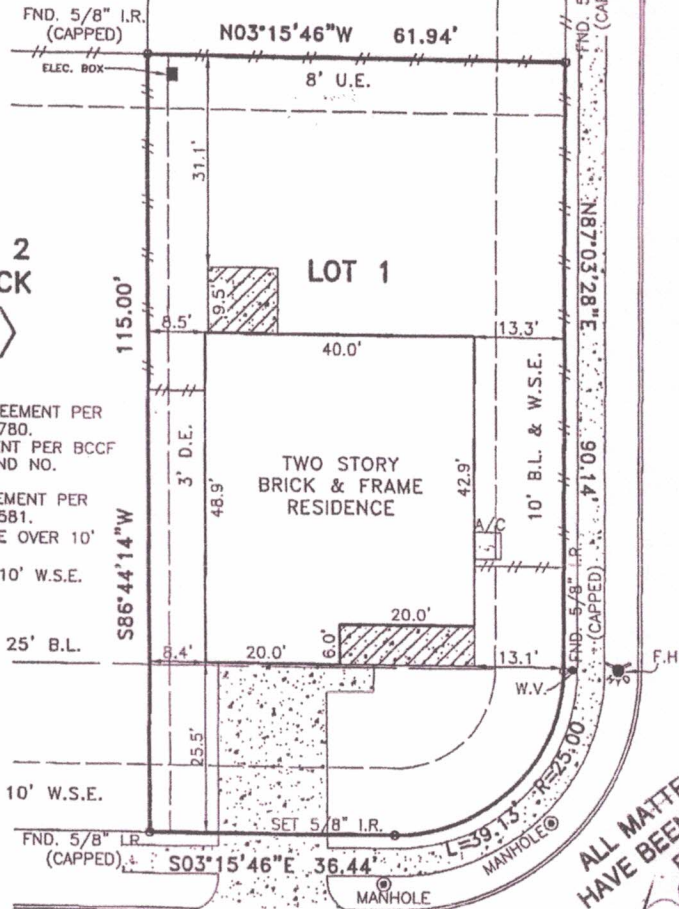 FND. 5/8" I.R.
(CAPPED)
N03°15'46"W 61.94'
FND. 5
(CA
ELEC. BOX
8' U.E.
31.1'
2
CK
LOT 1
N87°03'28"E 90.14'
115.00'
9.5'
8.5'
13.3'
40.0'
EEMENT PER
780.
NT PER BCCF
ND NO.
EMENT PER
581.
E OVER 10'
10' W.S.E.
3' D.E.
48.9'
TWO STORY
BRICK & FRAME
RESIDENCE
42.9'
10' B.L. & W.S.E.
A/C
S86°44'14"W
FND. 5/8" I.R.
(CAPPED)
25' B.L.
20.0'
8.4'
20.0'
6.0'
13.1'
F.H
W.V.
25.5'
10' W.S.E.
SET 5/8" I.R.
L=39.13' R=25.00'
FND. 5/8" I.R.
(CAPPED)
S03°15'46"E 36.44'
MANHOLE
MANHOLE
ALL MATTE
HAVE BEEN